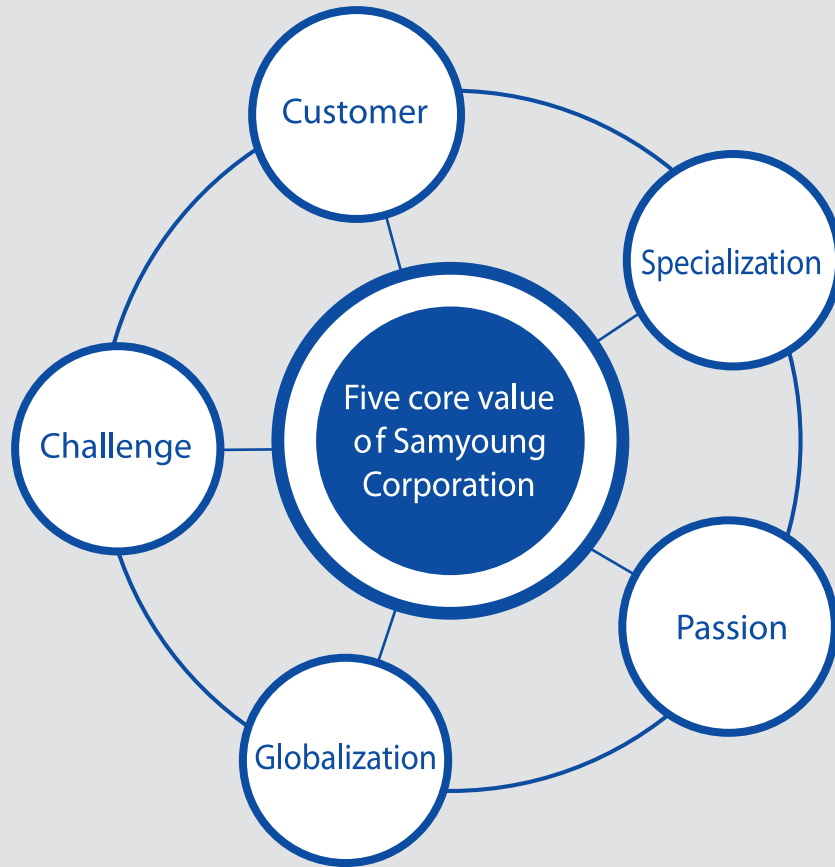 Customer
Specialization
Five core value
of Samyoung
Corporation
Challenge
Passion
Globalization